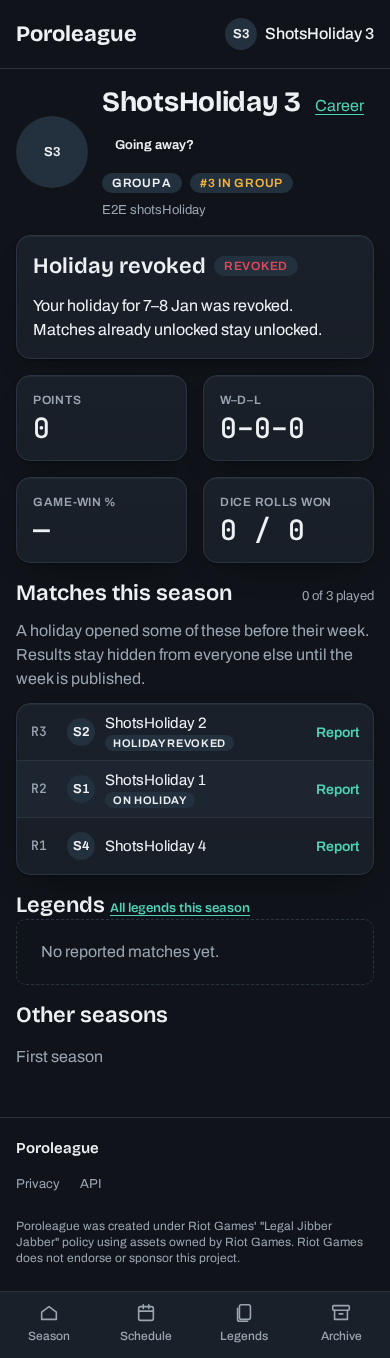 Poroleague
S3 ShotsHoliday 3
ShotsHoliday 3 Career
S3
Going away?
GROUP A #3 IN GROUP
E2E shotsHoliday
Holiday revoked REVOKED
Your holiday for 7–8 Jan was revoked.
Matches already unlocked stay unlocked.
POINTS
0
W–D–L
0–0–0
GAME-WIN %
—
DICE ROLLS WON
0 / 0
Matches this season 0 of 3 played
A holiday opened some of these before their week.
Results stay hidden from everyone else until the
week is published.
R3 S2 ShotsHoliday 2 Report
HOLIDAY REVOKED
R2 S1 ShotsHoliday 1 Report
ON HOLIDAY
R1 S4 ShotsHoliday 4 Report
Legends All legends this season
No reported matches yet.
Other seasons
First season
Poroleague
Privacy API
Poroleague was created under Riot Games' "Legal Jibber
Jabber" policy using assets owned by Riot Games. Riot Games
does not endorse or sponsor this project.
Season Schedule Legends Archive